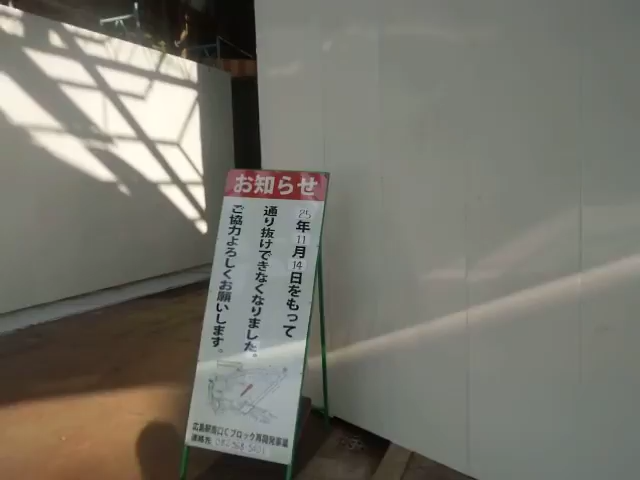 お知らせ
25年11月14日をもって
通り抜けできなくなりました。
ご協力よろしくお願いします。
広島駅南口Cブロック再開発事業
連絡先